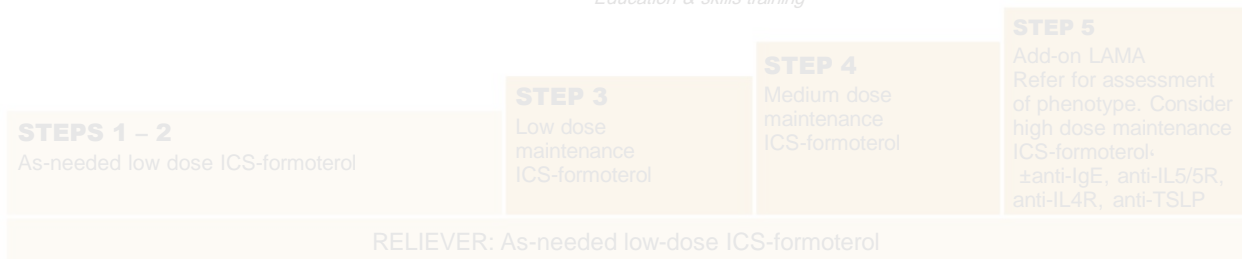 Education & skills training
STEP 5
Add-on LAMA
Refer for assessment
of phenotype. Consider
high dose maintenance
ICS-formoterol,
±anti-IgE, anti-IL5/5R,
anti-IL4R, anti-TSLP
STEP 4
Medium dose
maintenance
ICS-formoterol
STEP 3
Low dose
maintenance
ICS-formoterol
STEPS 1 – 2
As-needed low dose ICS-formoterol
RELIEVER: As-needed low-dose ICS-formoterol